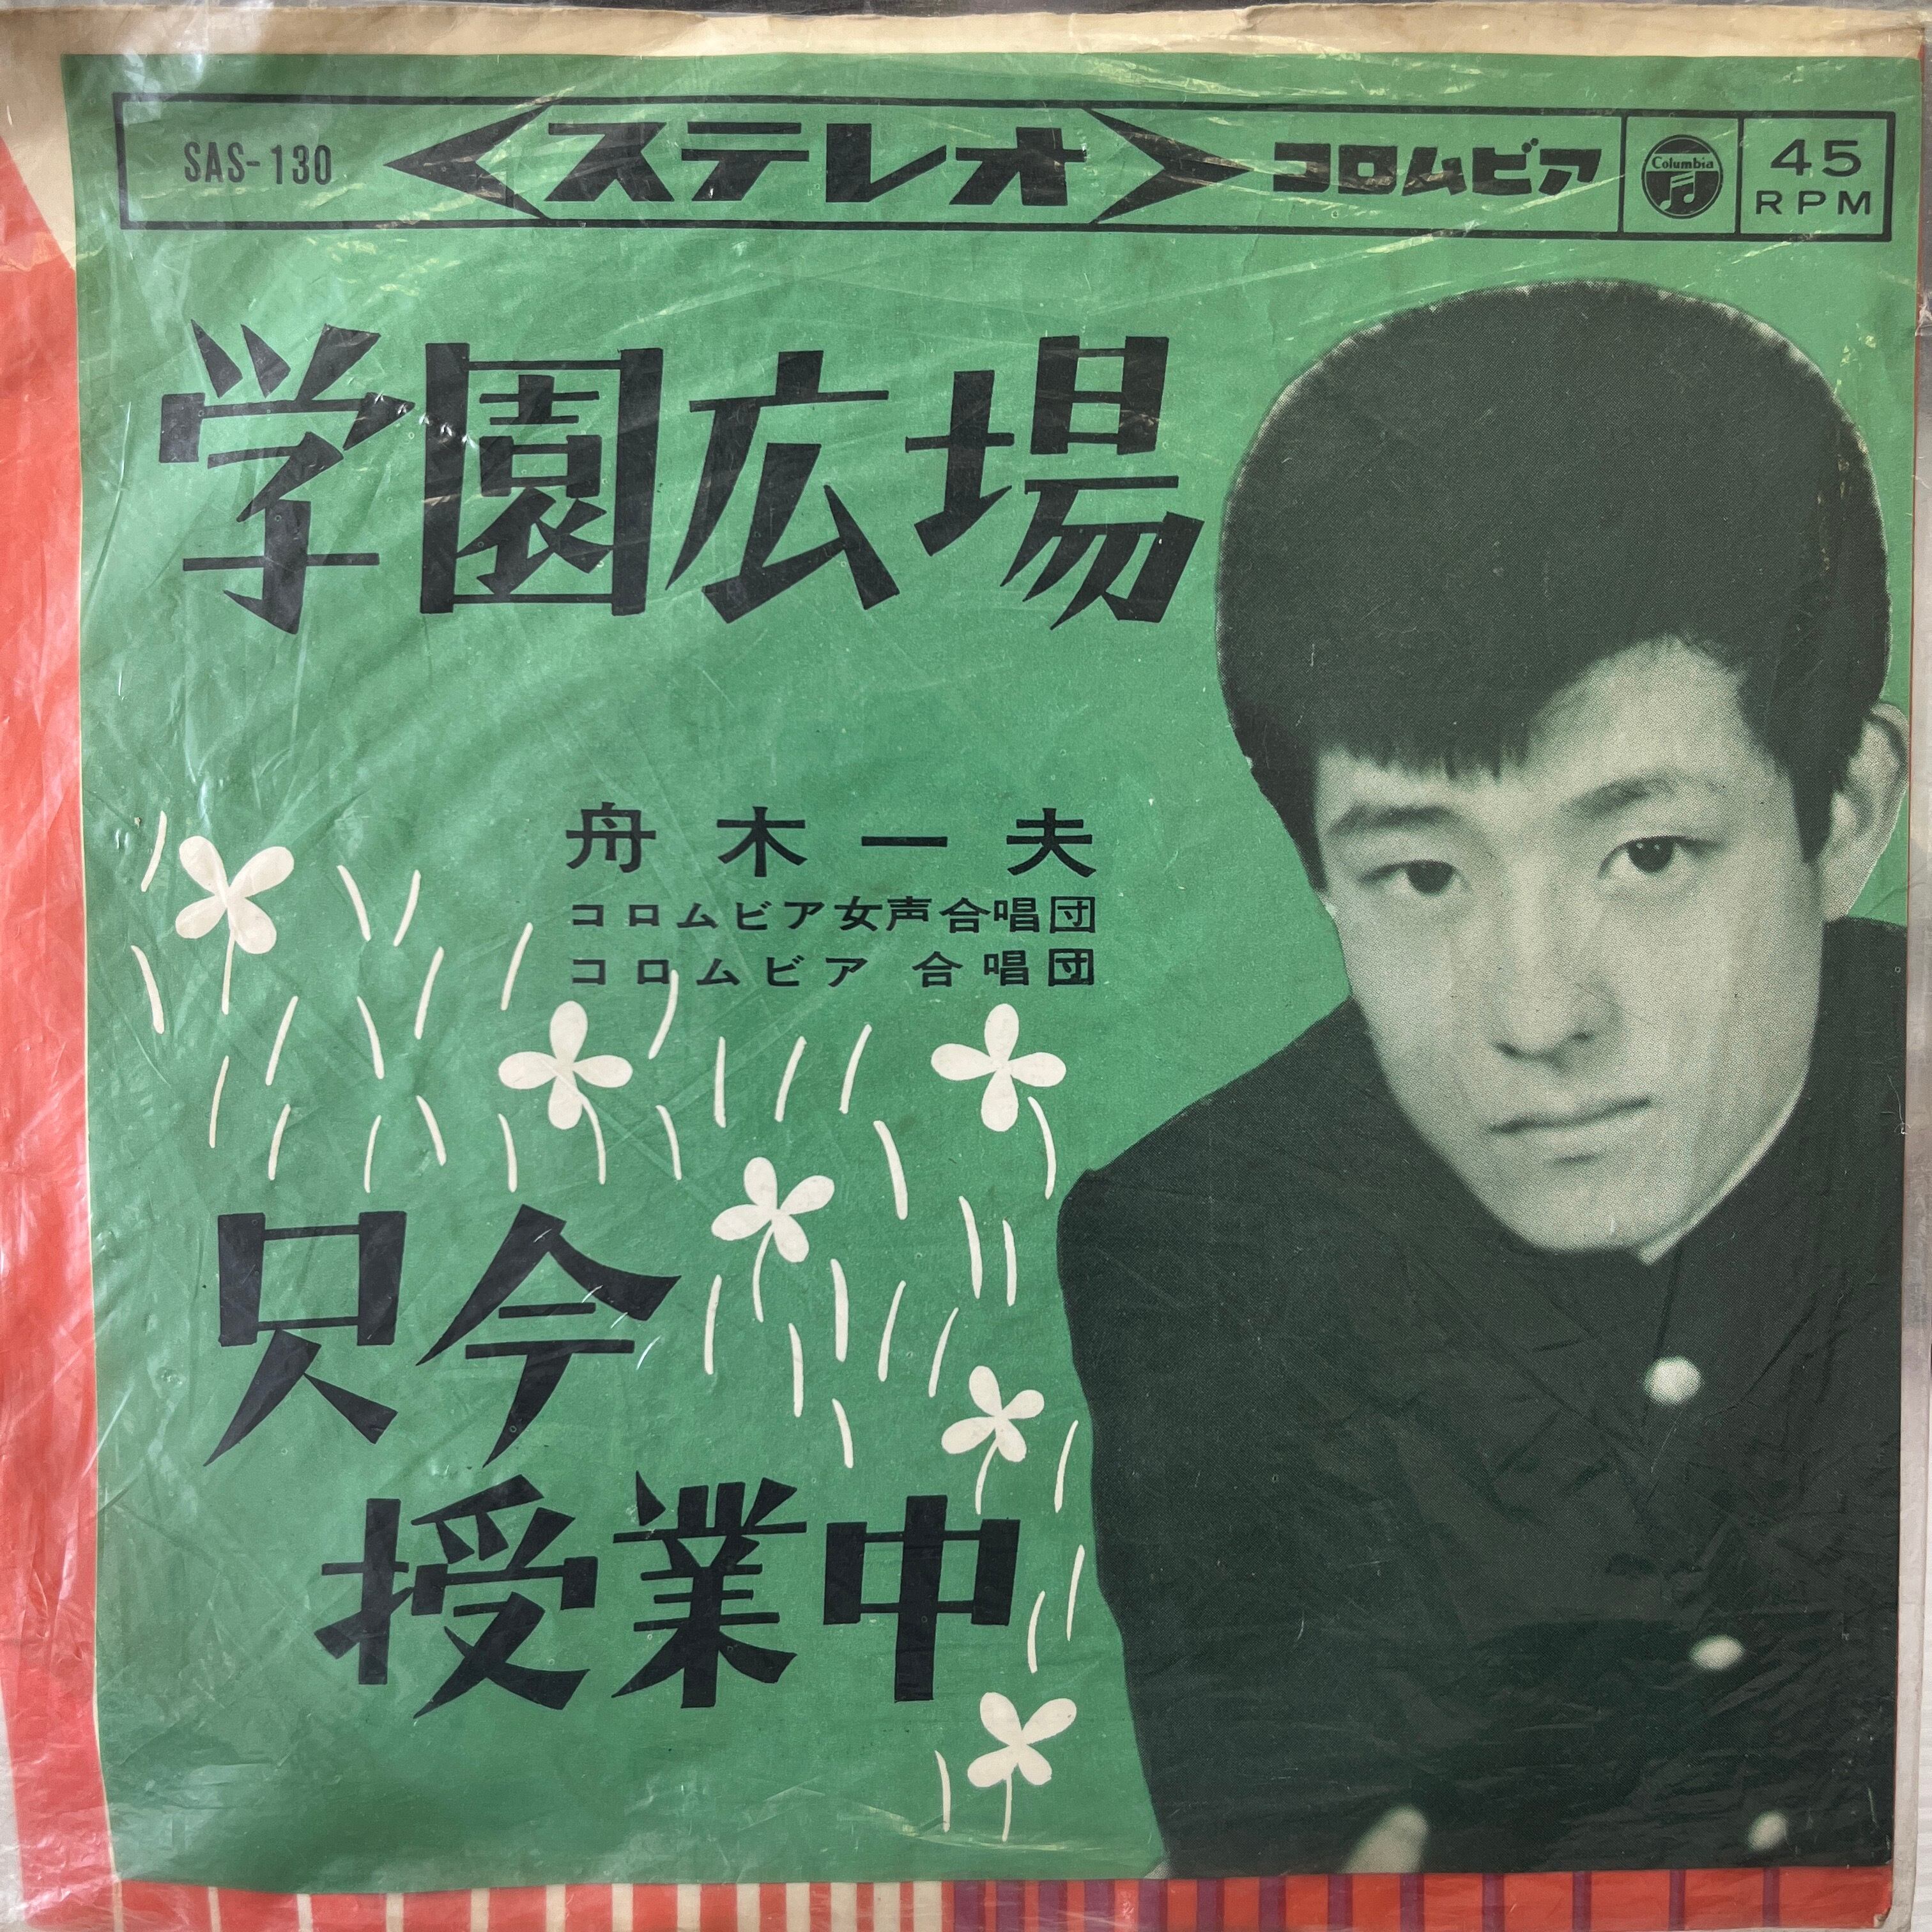 SAS-130
ステレオ
コロムビア
Columbia
45
RPM
学園広場
舟木一夫
コロムビア女声合唱団
コロムビア 合唱団
只今
授業中